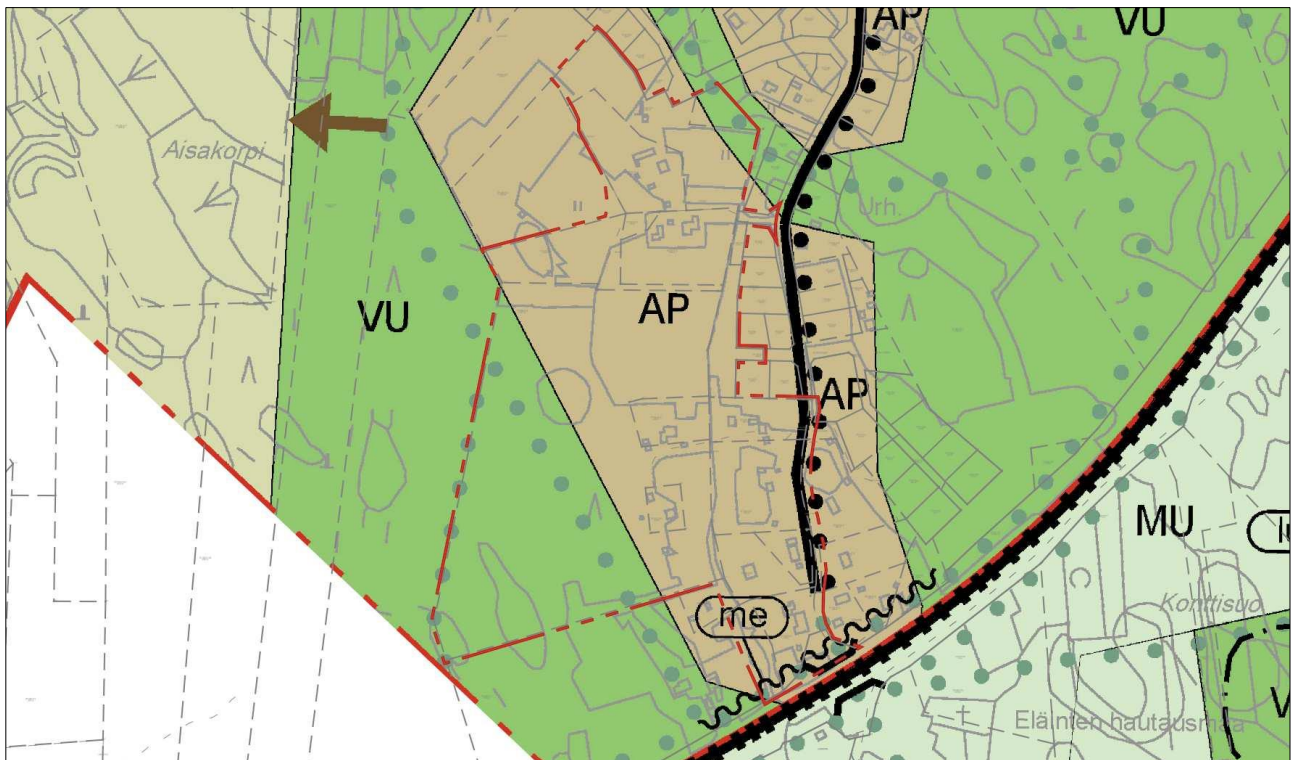 AP
VU
Aisakorpi
Urh.
VU
AP
AP
MU
me
Konttisuo
Eläinten hautausmaa